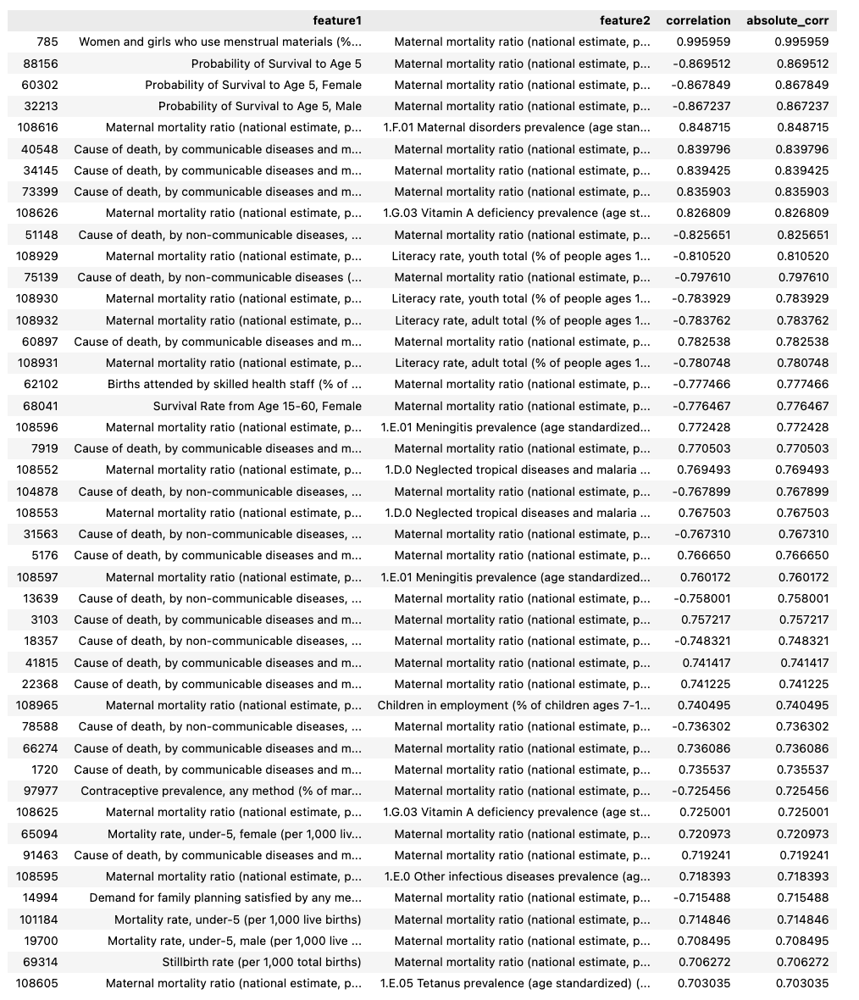 feature1 feature2 correlation absolute_corr
785 Women and girls who use menstrual materials (%... Maternal mortality ratio (national estimate, p... 0.995959 0.995959
88156 Probability of Survival to Age 5 Maternal mortality ratio (national estimate, p... -0.869512 0.869512
60302 Probability of Survival to Age 5, Female Maternal mortality ratio (national estimate, p... -0.867849 0.867849
32213 Probability of Survival to Age 5, Male Maternal mortality ratio (national estimate, p... -0.867237 0.867237
108616 Maternal mortality ratio (national estimate, p... 1.F.01 Maternal disorders prevalence (age stan... 0.848715 0.848715
40548 Cause of death, by communicable diseases and m... Maternal mortality ratio (national estimate, p... 0.839796 0.839796
34145 Cause of death, by communicable diseases and m... Maternal mortality ratio (national estimate, p... 0.839425 0.839425
73399 Cause of death, by communicable diseases and m... Maternal mortality ratio (national estimate, p... 0.835903 0.835903
108626 Maternal mortality ratio (national estimate, p... 1.G.03 Vitamin A deficiency prevalence (age st... 0.826809 0.826809
51148 Cause of death, by non-communicable diseases, ... Maternal mortality ratio (national estimate, p... -0.825651 0.825651
108929 Maternal mortality ratio (national estimate, p... Literacy rate, youth total (% of people ages 1... -0.810520 0.810520
75139 Cause of death, by non-communicable diseases (... Maternal mortality ratio (national estimate, p... -0.797610 0.797610
108930 Maternal mortality ratio (national estimate, p... Literacy rate, youth total (% of people ages 1... -0.783929 0.783929
108932 Maternal mortality ratio (national estimate, p... Literacy rate, adult total (% of people ages 1... -0.783762 0.783762
60897 Cause of death, by communicable diseases and m... Maternal mortality ratio (national estimate, p... 0.782538 0.782538
108931 Maternal mortality ratio (national estimate, p... Literacy rate, adult total (% of people ages 1... -0.780748 0.780748
62102 Births attended by skilled health staff (% of ... Maternal mortality ratio (national estimate, p... -0.777466 0.777466
68041 Survival Rate from Age 15-60, Female Maternal mortality ratio (national estimate, p... -0.776467 0.776467
108596 Maternal mortality ratio (national estimate, p... 1.E.01 Meningitis prevalence (age standardized... 0.772428 0.772428
7919 Cause of death, by communicable diseases and m... Maternal mortality ratio (national estimate, p... 0.770503 0.770503
108552 Maternal mortality ratio (national estimate, p... 1.D.0 Neglected tropical diseases and malaria ... 0.769493 0.769493
104878 Cause of death, by non-communicable diseases, ... Maternal mortality ratio (national estimate, p... -0.767899 0.767899
108553 Maternal mortality ratio (national estimate, p... 1.D.0 Neglected tropical diseases and malaria ... 0.767503 0.767503
31563 Cause of death, by non-communicable diseases, ... Maternal mortality ratio (national estimate, p... -0.767310 0.767310
5176 Cause of death, by communicable diseases and m... Maternal mortality ratio (national estimate, p... 0.766650 0.766650
108597 Maternal mortality ratio (national estimate, p... 1.E.01 Meningitis prevalence (age standardized... 0.760172 0.760172
13639 Cause of death, by non-communicable diseases, ... Maternal mortality ratio (national estimate, p... -0.758001 0.758001
3103 Cause of death, by communicable diseases and m... Maternal mortality ratio (national estimate, p... 0.757217 0.757217
18357 Cause of death, by non-communicable diseases, ... Maternal mortality ratio (national estimate, p... -0.748321 0.748321
41815 Cause of death, by communicable diseases and m... Maternal mortality ratio (national estimate, p... 0.741417 0.741417
22368 Cause of death, by communicable diseases and m... Maternal mortality ratio (national estimate, p... 0.741225 0.741225
108965 Maternal mortality ratio (national estimate, p... Children in employment (% of children ages 7-1... 0.740495 0.740495
78588 Cause of death, by non-communicable diseases, ... Maternal mortality ratio (national estimate, p... -0.736302 0.736302
66274 Cause of death, by communicable diseases and m... Maternal mortality ratio (national estimate, p... 0.736086 0.736086
1720 Cause of death, by communicable diseases and m... Maternal mortality ratio (national estimate, p... 0.735537 0.735537
97977 Contraceptive prevalence, any method (% of mar... Maternal mortality ratio (national estimate, p... -0.725456 0.725456
108625 Maternal mortality ratio (national estimate, p... 1.G.03 Vitamin A deficiency prevalence (age st... 0.725001 0.725001
65094 Mortality rate, under-5, female (per 1,000 liv... Maternal mortality ratio (national estimate, p... 0.720973 0.720973
91463 Cause of death, by communicable diseases and m... Maternal mortality ratio (national estimate, p... 0.719241 0.719241
108595 Maternal mortality ratio (national estimate, p... 1.E.0 Other infectious diseases prevalence (ag... 0.718393 0.718393
14994 Demand for family planning satisfied by any me... Maternal mortality ratio (national estimate, p... -0.715488 0.715488
101184 Mortality rate, under-5 (per 1,000 live births) Maternal mortality ratio (national estimate, p... 0.714846 0.714846
19700 Mortality rate, under-5, male (per 1,000 live ... Maternal mortality ratio (national estimate, p... 0.708495 0.708495
69314 Stillbirth rate (per 1,000 total births) Maternal mortality ratio (national estimate, p... 0.706272 0.706272
108605 Maternal mortality ratio (national estimate, p... 1.E.05 Tetanus prevalence (age standardized) (... 0.703035 0.703035